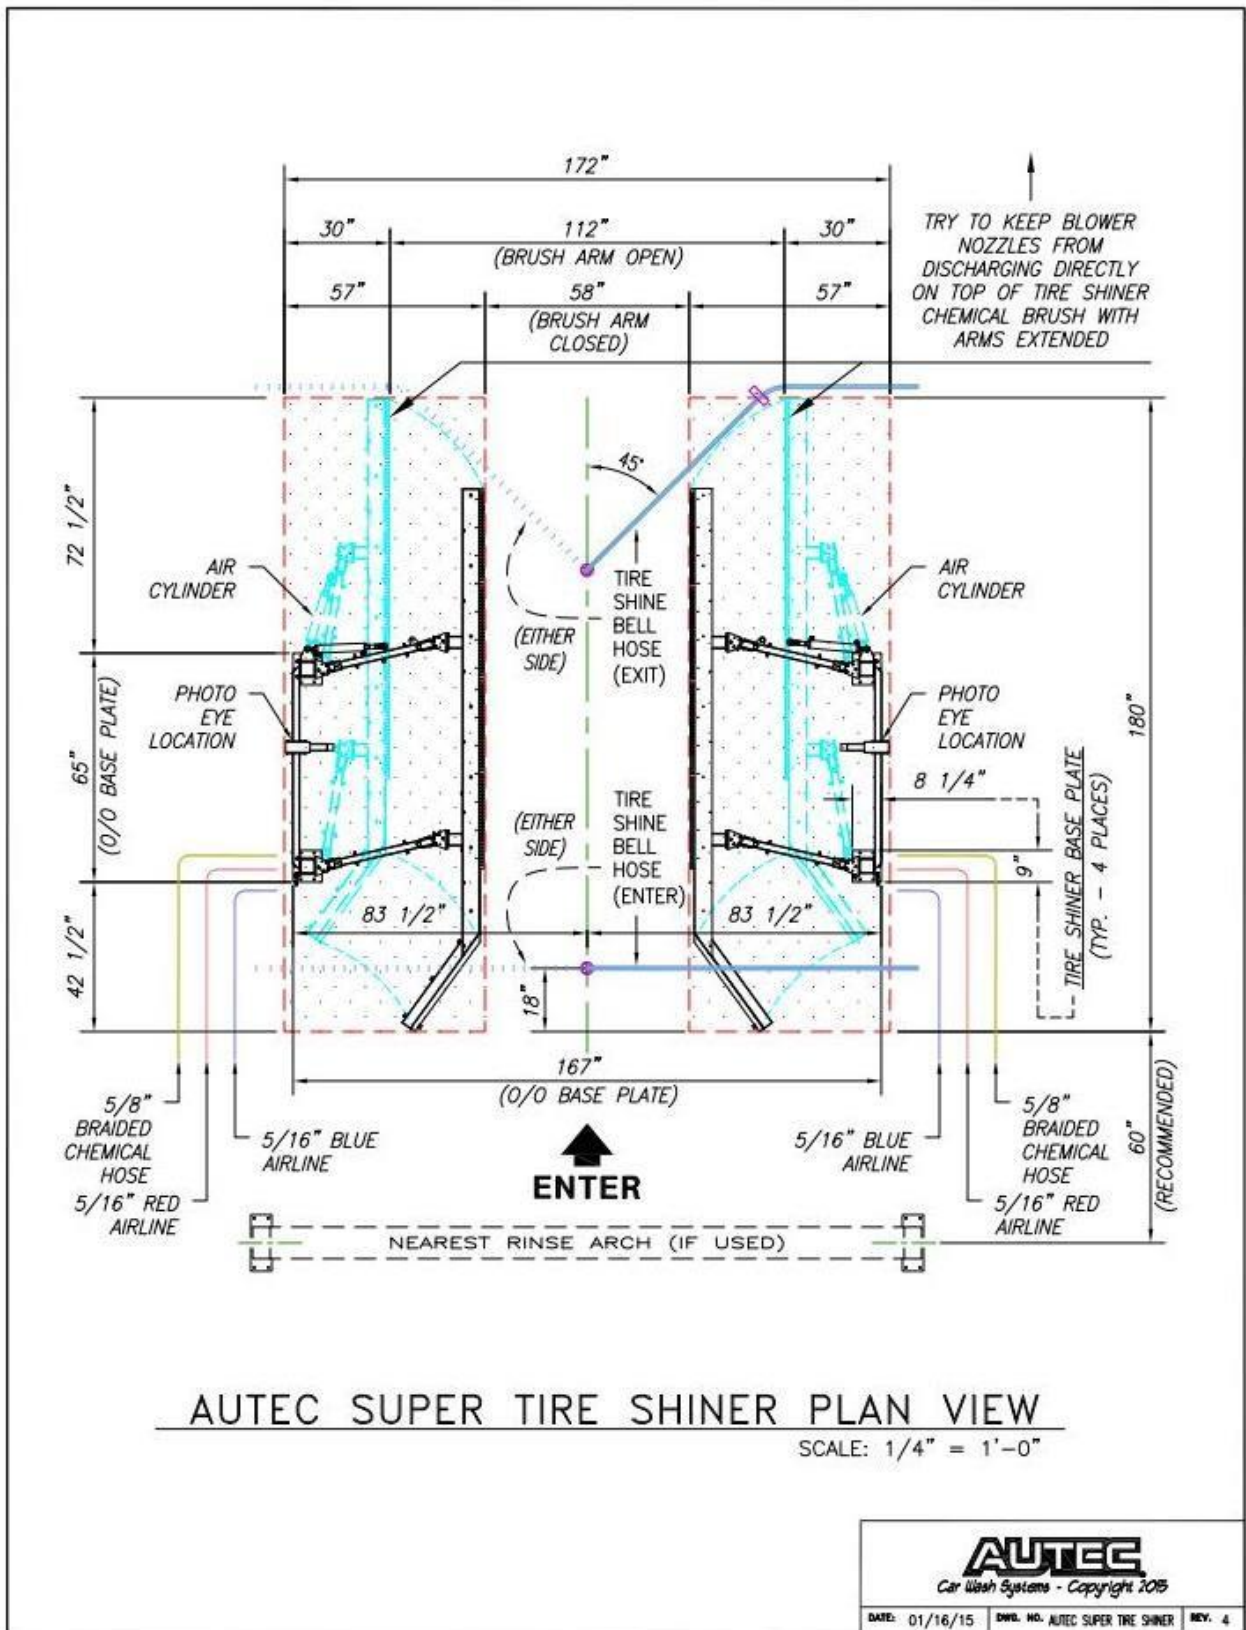 172"
30"
112"
30"
(BRUSH ARM OPEN)
57"
58"
57"
(BRUSH ARM
CLOSED)
TRY TO KEEP BLOWER
NOZZLES FROM
DISCHARGING DIRECTLY
ON TOP OF TIRE SHINER
CHEMICAL BRUSH WITH
ARMS EXTENDED
45°
72 1/2"
AIR
CYLINDER
(EITHER
SIDE)
TIRE
SHINE
BELL
HOSE
(EXIT)
AIR
CYLINDER
180"
PHOTO
EYE
LOCATION
65"
(O/O BASE PLATE)
PHOTO
EYE
LOCATION
8 1/4"
9"
TIRE SHINER BASE PLATE
(TYP. - 4 PLACES)
(EITHER
SIDE)
TIRE
SHINE
BELL
HOSE
(ENTER)
83 1/2"
83 1/2"
42 1/2"
18"
167"
(O/O BASE PLATE)
5/8"
BRAIDED
CHEMICAL
HOSE
5/16" RED
AIRLINE
5/16" BLUE
AIRLINE
ENTER
5/16" BLUE
AIRLINE
5/8"
BRAIDED
CHEMICAL
HOSE
5/16" RED
AIRLINE
60"
(RECOMMENDED)
NEAREST RINSE ARCH (IF USED)
AUTEC SUPER TIRE SHINER PLAN VIEW
SCALE: 1/4" = 1'-0"
AUTEC
Car Wash Systems - Copyright 2015
DATE: 01/16/15 DWG. NO. AUTEC SUPER TIRE SHINER REV. 4